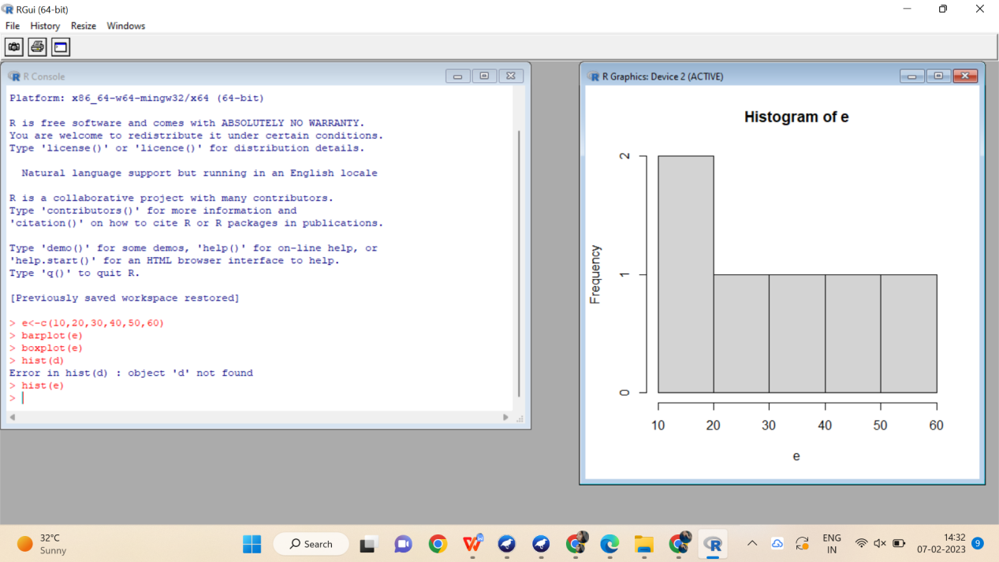 RGui (64-bit)
File History Resize Windows
R Console
Platform: x86_64-w64-mingw32/x64 (64-bit)
R is free software and comes with ABSOLUTELY NO WARRANTY.
You are welcome to redistribute it under certain conditions.
Type 'license()' or 'licence()' for distribution details.
Natural language support but running in an English locale
R is a collaborative project with many contributors.
Type 'contributors()' for more information and
'citation()' on how to cite R or R packages in publications.
Type 'demo()' for some demos, 'help()' for on-line help, or
'help.start()' for an HTML browser interface to help.
Type 'q()' to quit R.
[Previously saved workspace restored]
> e<-c(10,20,30,40,50,60)
> barplot(e)
> boxplot(e)
> hist(d)
Error in hist(d) : object 'd' not found
> hist(e)
>
R Graphics: Device 2 (ACTIVE)
Histogram of e
Frequency
2
1
0
10 20 30 40 50 60
e
32°C
Sunny
Search
ENG
IN
14:32
07-02-2023
9